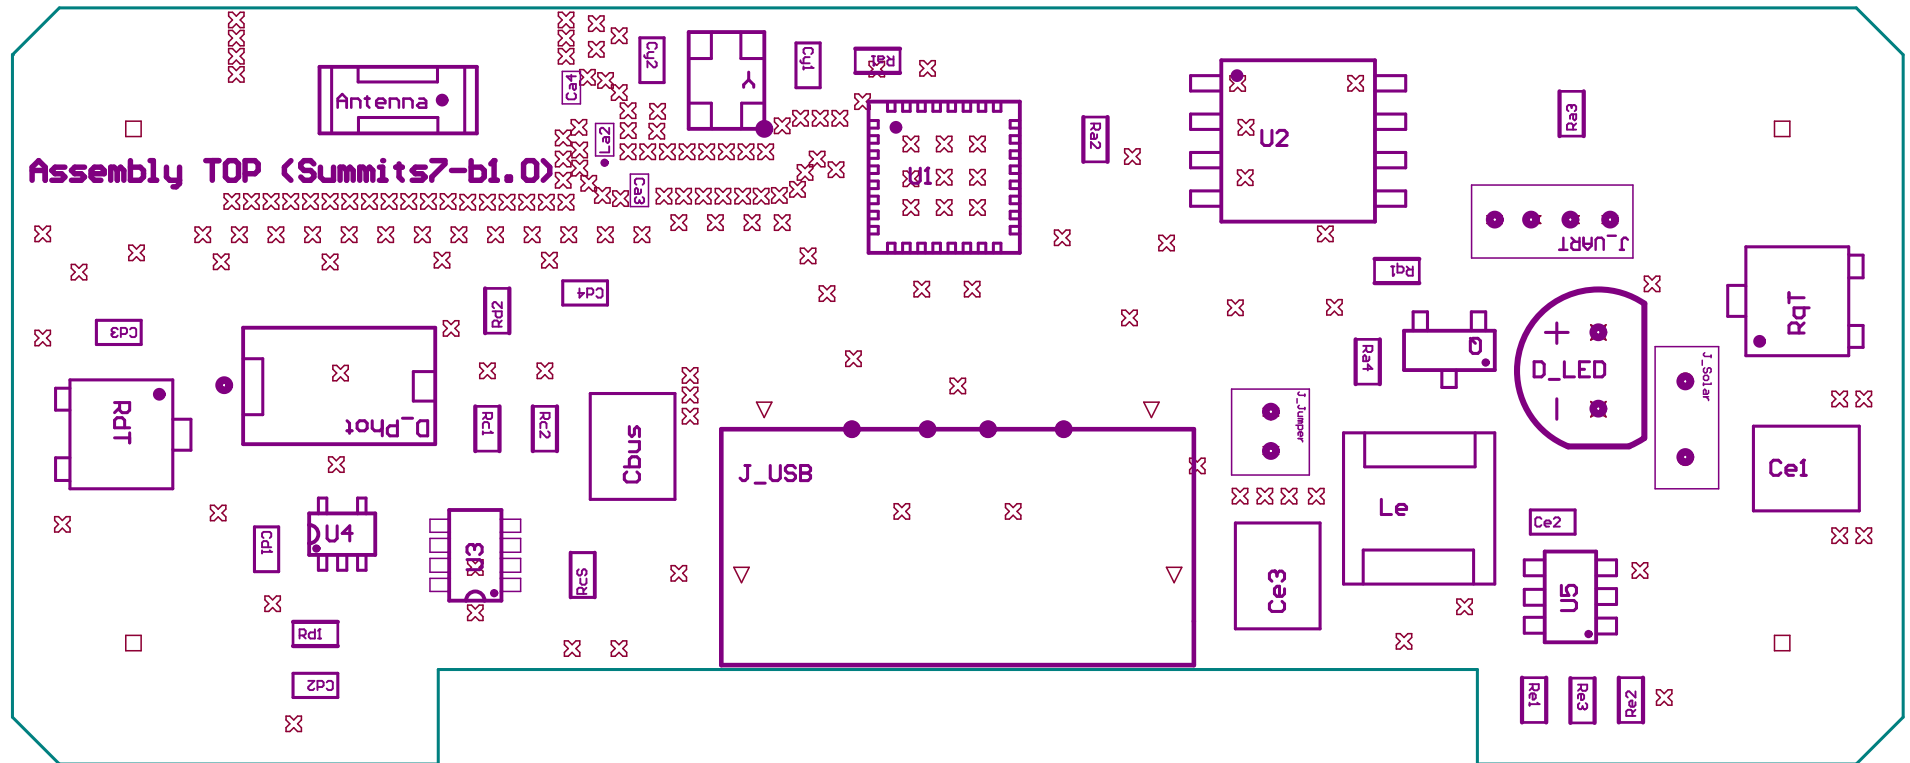 Cy2
Cy1
Ra1
Y
Ca4
Antenna
La2
Ra2
U2
Ra3
Assembly TOP (Summits7-b1.0)
Ca3
U1
J_UART
Cd4
Rd2
Cd3
Rq1
RqT
Q
Ra4
+
D_LED
-
J_Solar
RdT
D_Phot
Rc1
Rc2
Cbus
J_USB
J_Jumper
Le
Ce1
U4
Cd1
U3
RcS
Ce3
Ce2
U5
Rd1
Cd2
Re1
Re3
Re2